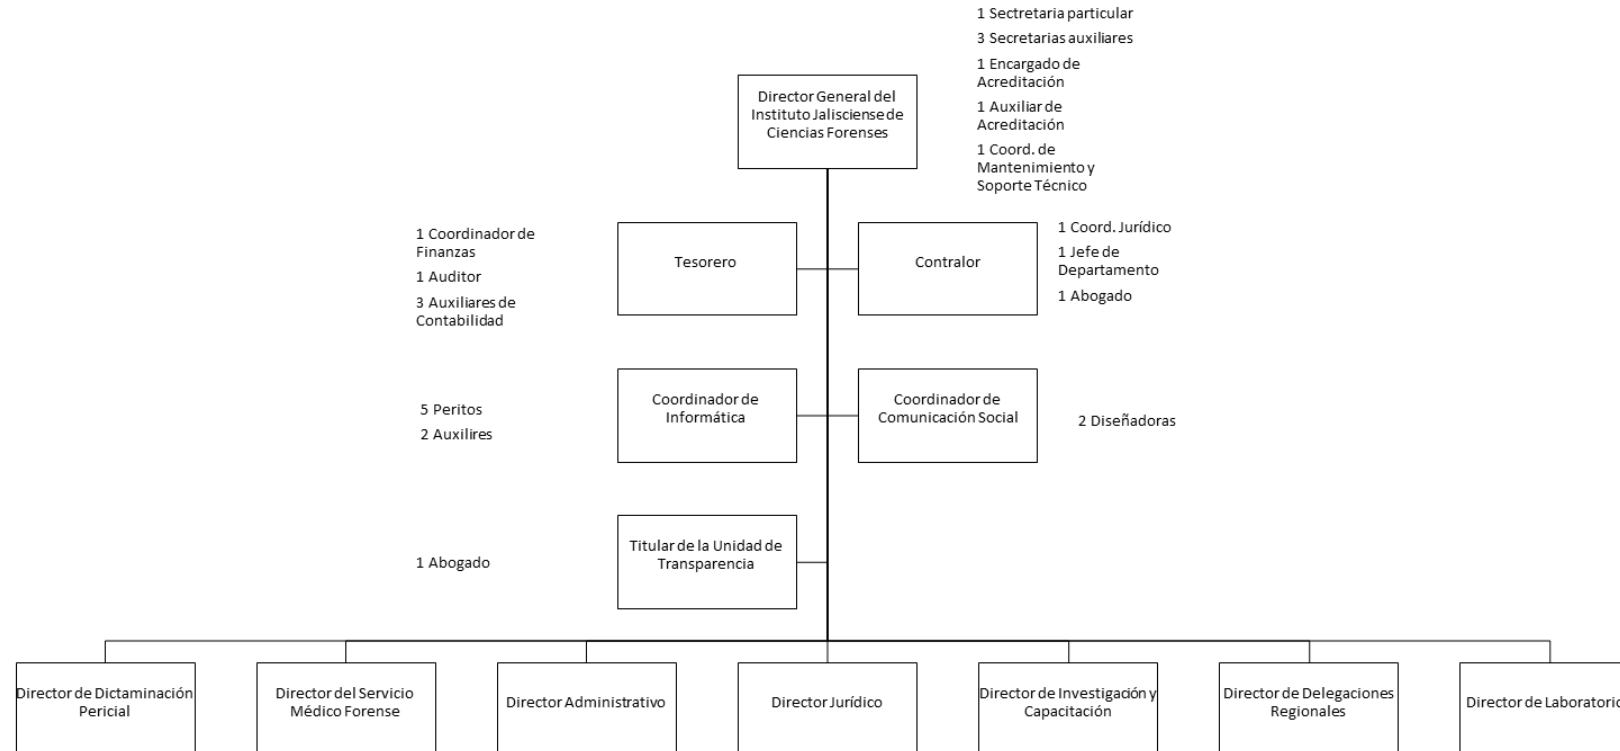 1 Sectretaria particular
3 Secretarias auxiliares
1 Encargado de
Acreditación
1 Auxiliar de
Acreditación
1 Coord. de
Mantenimiento y
Soporte Técnico
Director General del
Instituto Jalisciense de
Ciencias Forenses
1 Coordinador de
Finanzas
1 Auditor
3 Auxiliares de
Contabilidad
Tesorero
Contralor
1 Coord. Jurídico
1 Jefe de
Departamento
1 Abogado
5 Peritos
2 Auxilires
Coordinador de
Informática
Coordinador de
Comunicación Social
2 Diseñadoras
1 Abogado
Titular de la Unidad de
Transparencia
Director de Dictaminación
Pericial
Director del Servicio
Médico Forense
Director Administrativo
Director Jurídico
Director de Investigación y
Capacitación
Director de Delegaciones
Regionales
Director de Laboratorio